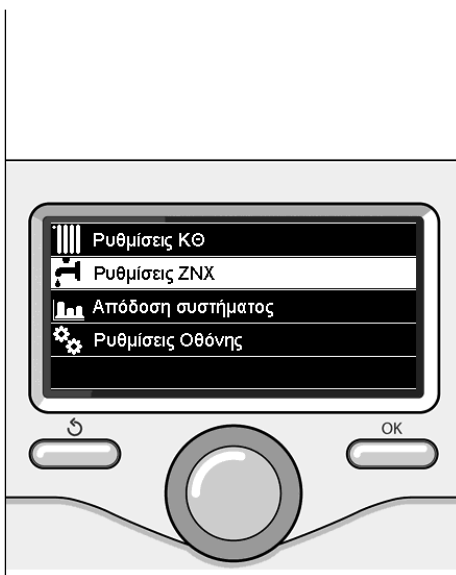 Ρυθμίσεις ΚΘ
Ρυθμίσεις ΖΝΧ
Απόδοση συστήματος
Ρυθμίσεις Οθόνης
OK